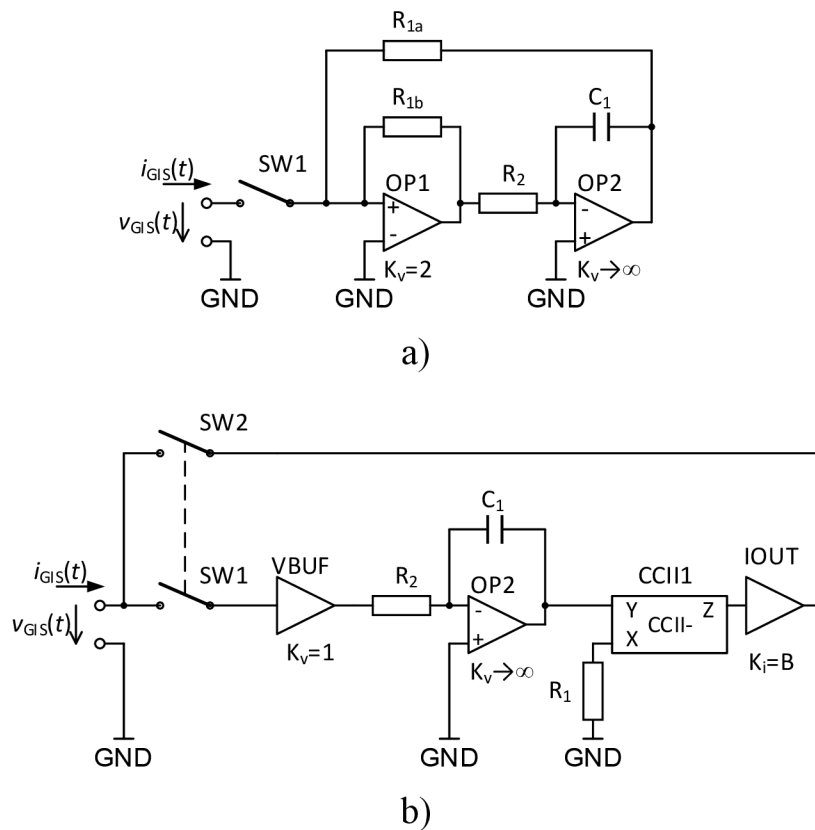 R1a
R1b
C1
SW1
iGIS(t)
OP1
R2
OP2
vGIS(t)
+
-
-
+
Kv=2
Kv→∞
GND
GND
GND
a)
SW2
C1
iGIS(t)
SW1
VBUF
R2
OP2
CCII1
IOUT
vGIS(t)
-
+
Y
Z
CCII-
X
Kv=1
Kv→∞
R1
Ki=B
GND
GND
GND
b)